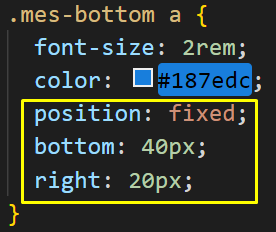 .mes-bottom a {
font-size: 2rem;
color: #187edc;
position: fixed;
bottom: 40px;
right: 20px;
}